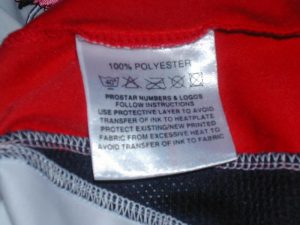 100% POLYESTER
40°
PROSTAR NUMBERS & LOGOS
FOLLOW INSTRUCTIONS
USE PROTECTIVE LAYER TO AVOID
TRANSFER OF INK TO HEATPLATE
PROTECT EXISTING/NEW PRINTED
FABRIC FROM EXCESSIVE HEAT TO
AVOID TRANSFER OF INK TO FABRIC